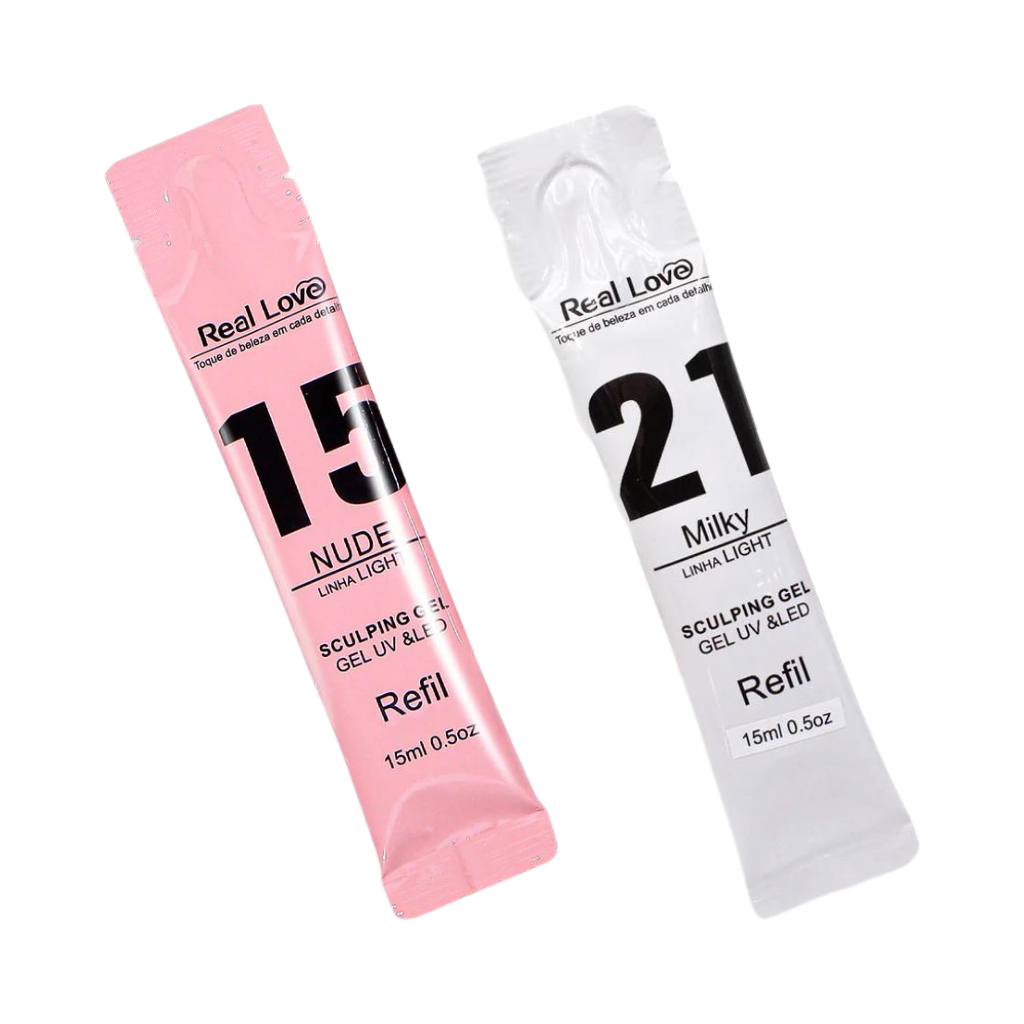 Real Love
Toque de beleza em cada detalh
15
NUDE
LINHA LIGHT
SCULPING GEL
GEL UV &LED
Refil
15ml 0.5oz
Real Love
Toque de beleza em cada detalhe
21
Milky
LINHA LIGHT
SCULPING GEL
GEL UV &LED
Refil
15ml 0.5oz